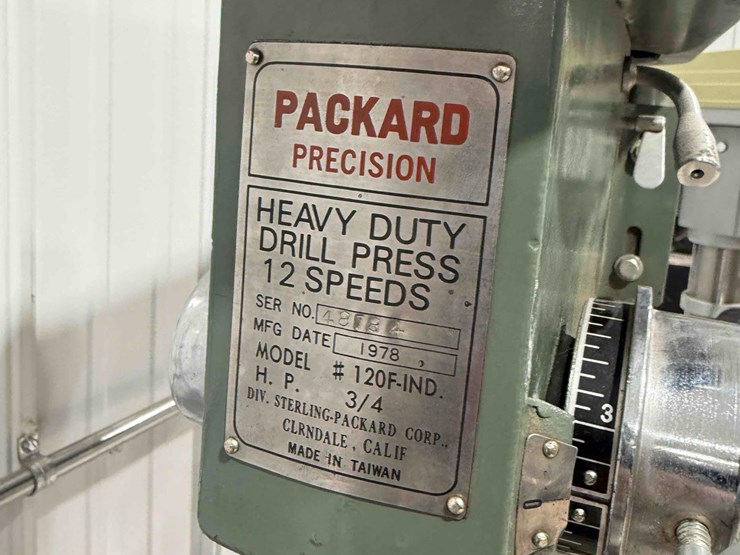 PACKARD
PRECISION
HEAVY DUTY
DRILL PRESS
12 SPEEDS
SER NO.
MFG DATE 1978
MODEL # 120F-IND.
H. P. 3/4
DIV. STERLING-PACKARD CORP.,
CLRNDALE, CALIF
MADE IN TAIWAN
3